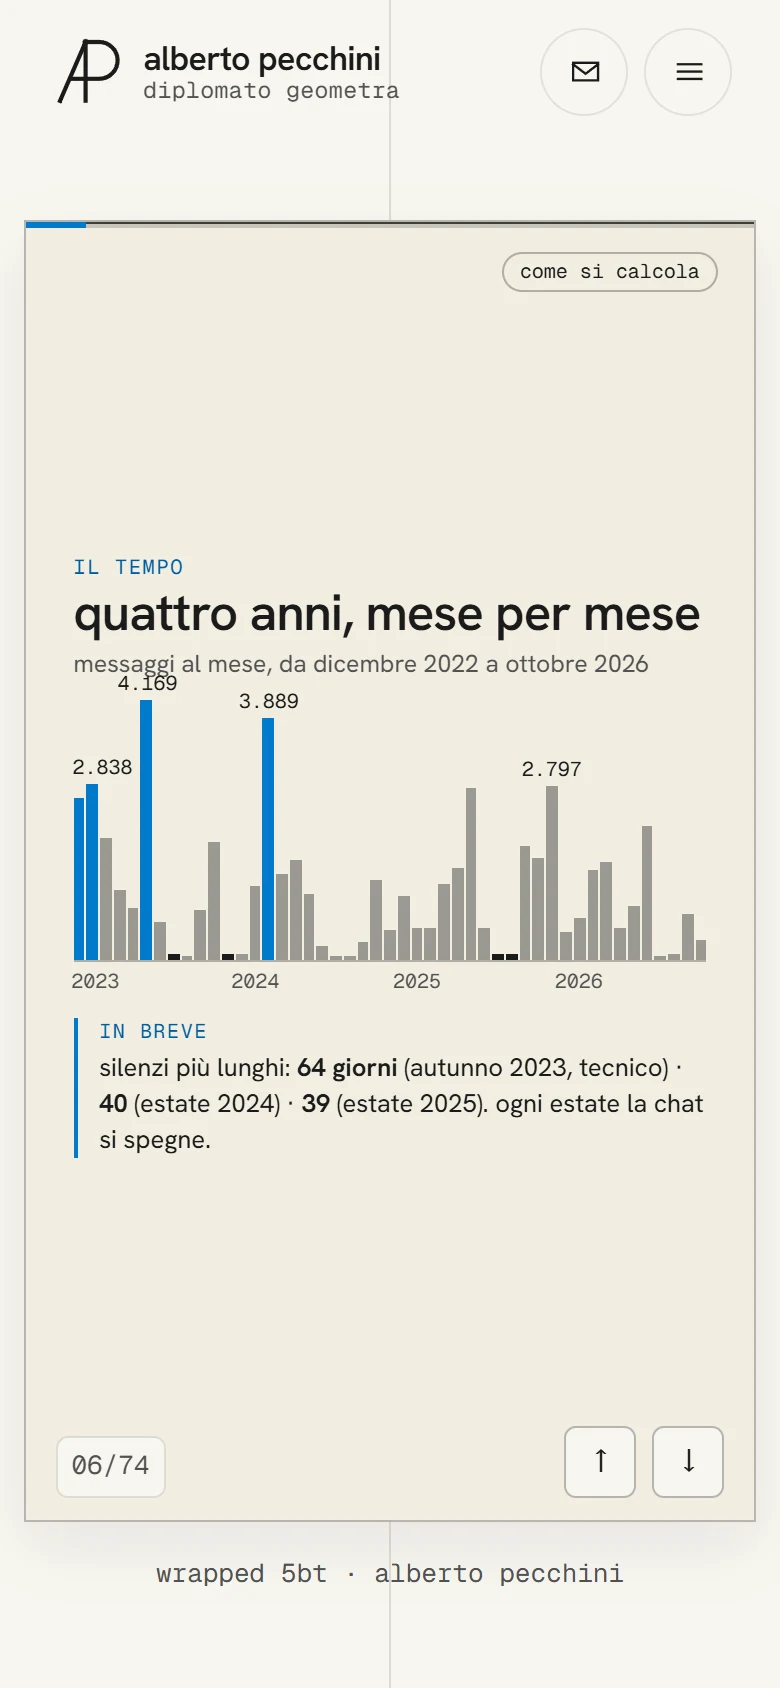 alberto pecchini
diplomato geometra
come si calcola
IL TEMPO
quattro anni, mese per mese
messaggi al mese, da dicembre 2022 a ottobre 2026
4.169
3.889
2.838
2.797
2023 2024 2025 2026
IN BREVE
silenzi più lunghi: 64 giorni (autunno 2023, tecnico) ·
40 (estate 2024) · 39 (estate 2025). ogni estate la chat
si spegne.
06/74
↑ ↓
wrapped 5bt · alberto pecchini